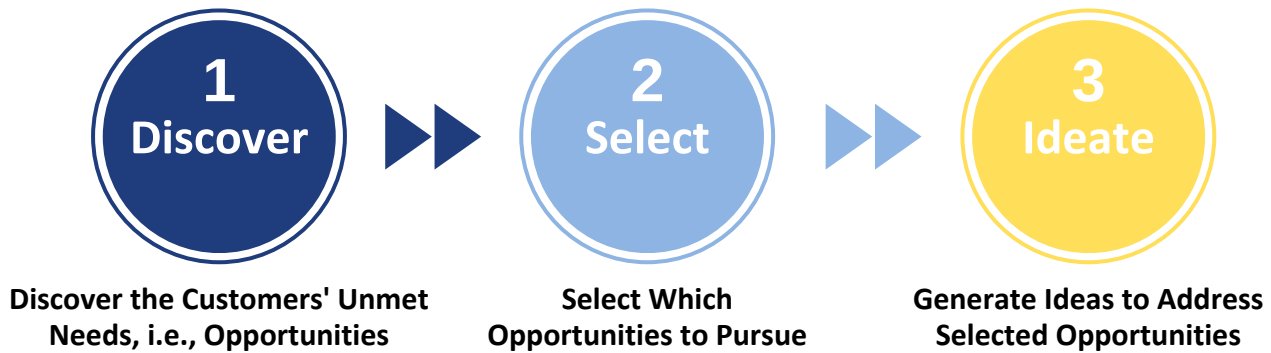 1
Discover
2
Select
3
Ideate
Discover the Customers' Unmet
Needs, i.e., Opportunities
Select Which
Opportunities to Pursue
Generate Ideas to Address
Selected Opportunities